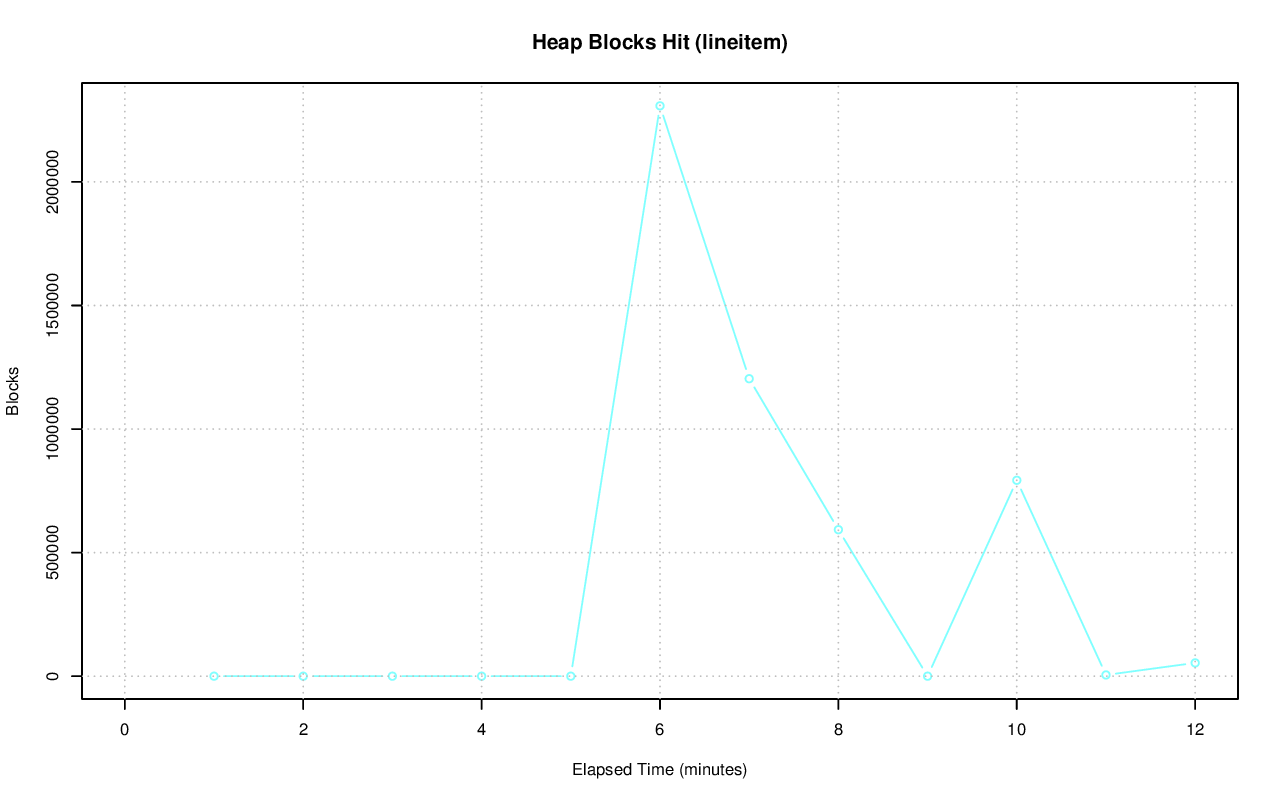 Heap Blocks Hit (lineitem)
Blocks
2000000
1500000
1000000
500000
0
0 2 4 6 8 10 12
Elapsed Time (minutes)